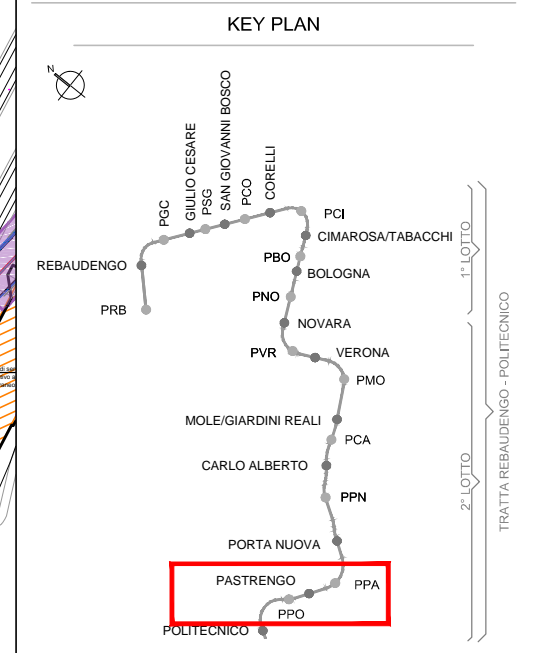 KEY PLAN
N
PGC
GIULIO CESARE
PSG
SAN GIOVANNI BOSCO
PCO
CORELLI
PCI
CIMAROSA/TABACCHI
REBAUDENGO
PBO
BOLOGNA
PNO
PRB
NOVARA
PVR
VERONA
PMO
MOLE/GIARDINI REALI
PCA
CARLO ALBERTO
PPN
PORTA NUOVA
PASTRENGO
PPA
PPO
POLITECNICO
1° LOTTO
2° LOTTO
TRATTA REBAUDENGO - POLITECNICO